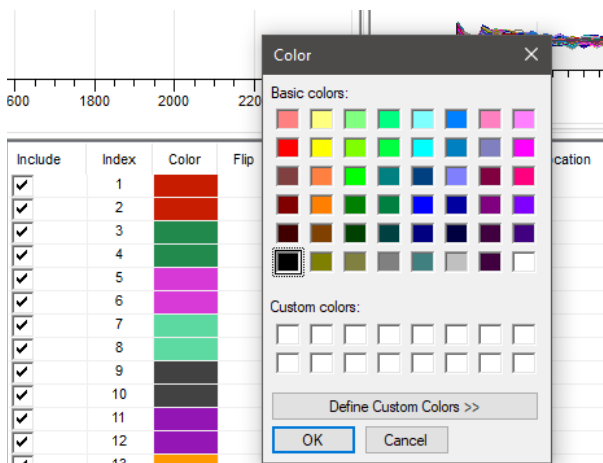 600 1800 2000 220
Color
Basic colors:
Include Index Color Flip cation
1
2
3
4
5
6
7
8
9
10
11
12
Custom colors:
Define Custom Colors >>
OK Cancel